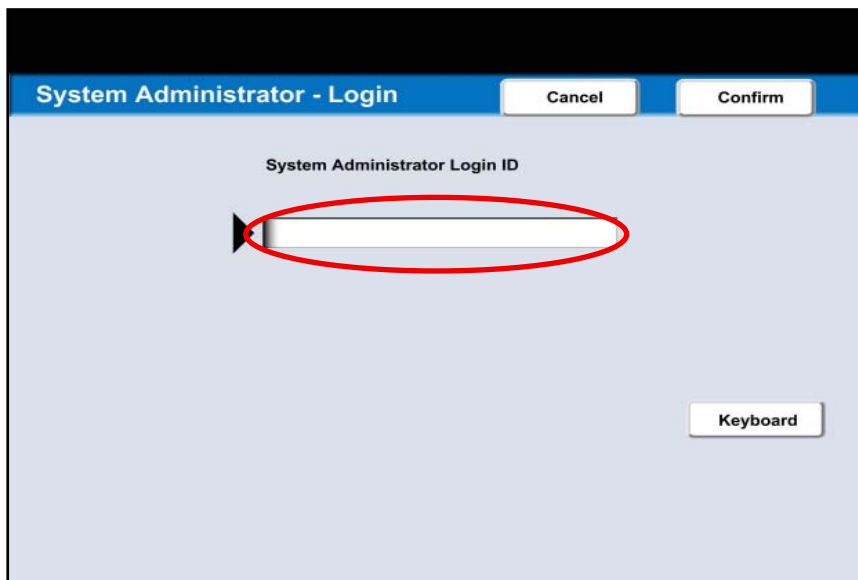 System Administrator - Login Cancel Confirm
System Administrator Login ID
Keyboard